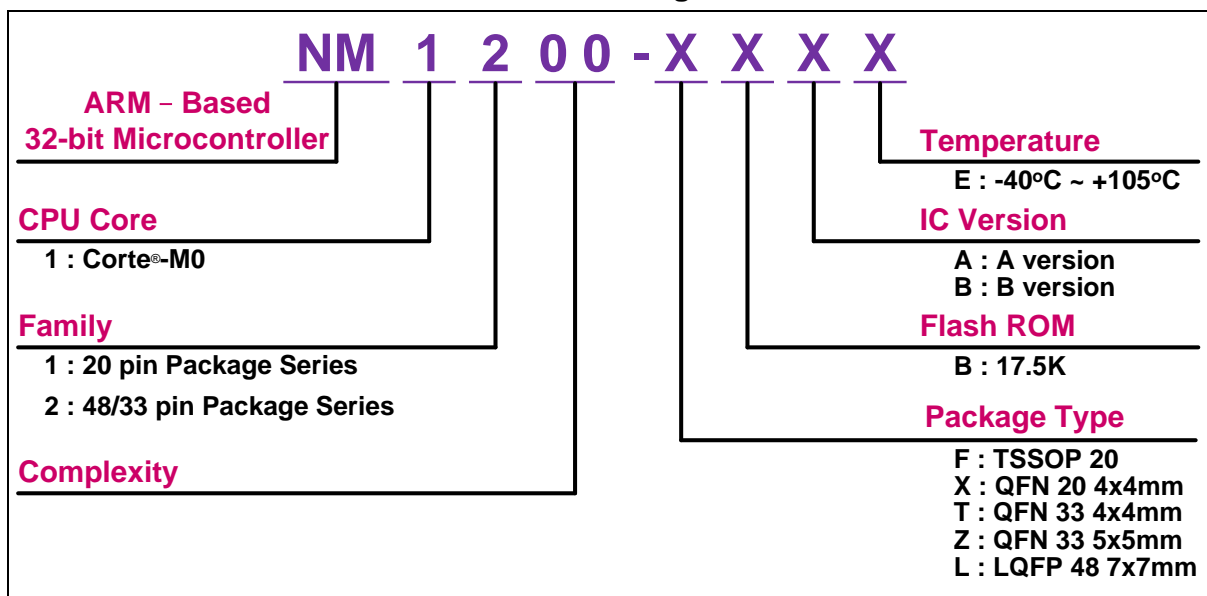 NM 1 2 0 0 - X X X X
ARM – Based
32-bit Microcontroller
CPU Core
1 : Corte®-M0
Family
1 : 20 pin Package Series
2 : 48/33 pin Package Series
Complexity
Temperature
E : -40°C ~ +105°C
IC Version
A : A version
B : B version
Flash ROM
B : 17.5K
Package Type
F : TSSOP 20
X : QFN 20 4x4mm
T : QFN 33 4x4mm
Z : QFN 33 5x5mm
L : LQFP 48 7x7mm